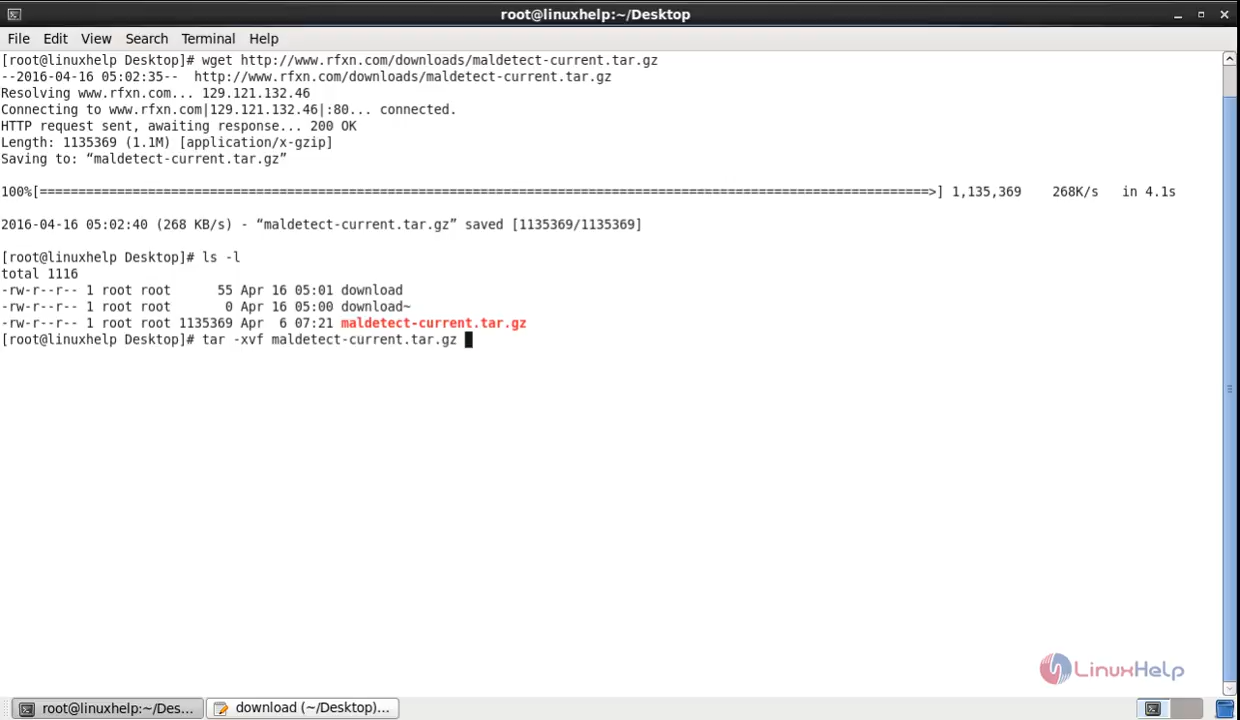 root@linuxhelp:~/Desktop
File Edit View Search Terminal Help
[root@linuxhelp Desktop]# wget http://www.rfxn.com/downloads/maldetect-current.tar.gz
--2016-04-16 05:02:35--  http://www.rfxn.com/downloads/maldetect-current.tar.gz
Resolving www.rfxn.com... 129.121.132.46
Connecting to www.rfxn.com|129.121.132.46|:80... connected.
HTTP request sent, awaiting response... 200 OK
Length: 1135369 (1.1M) [application/x-gzip]
Saving to: “maldetect-current.tar.gz”
100%[===================================================================================================================>] 1,135,369    268K/s   in 4.1s
2016-04-16 05:02:40 (268 KB/s) - “maldetect-current.tar.gz” saved [1135369/1135369]
[root@linuxhelp Desktop]# ls -l
total 1116
-rw-r--r-- 1 root root      55 Apr 16 05:01 download
-rw-r--r-- 1 root root       0 Apr 16 05:00 download~
-rw-r--r-- 1 root root 1135369 Apr  6 07:21 maldetect-current.tar.gz
[root@linuxhelp Desktop]# tar -xvf maldetect-current.tar.gz
LinuxHelp
root@linuxhelp:~/Des... download (~/Desktop)...